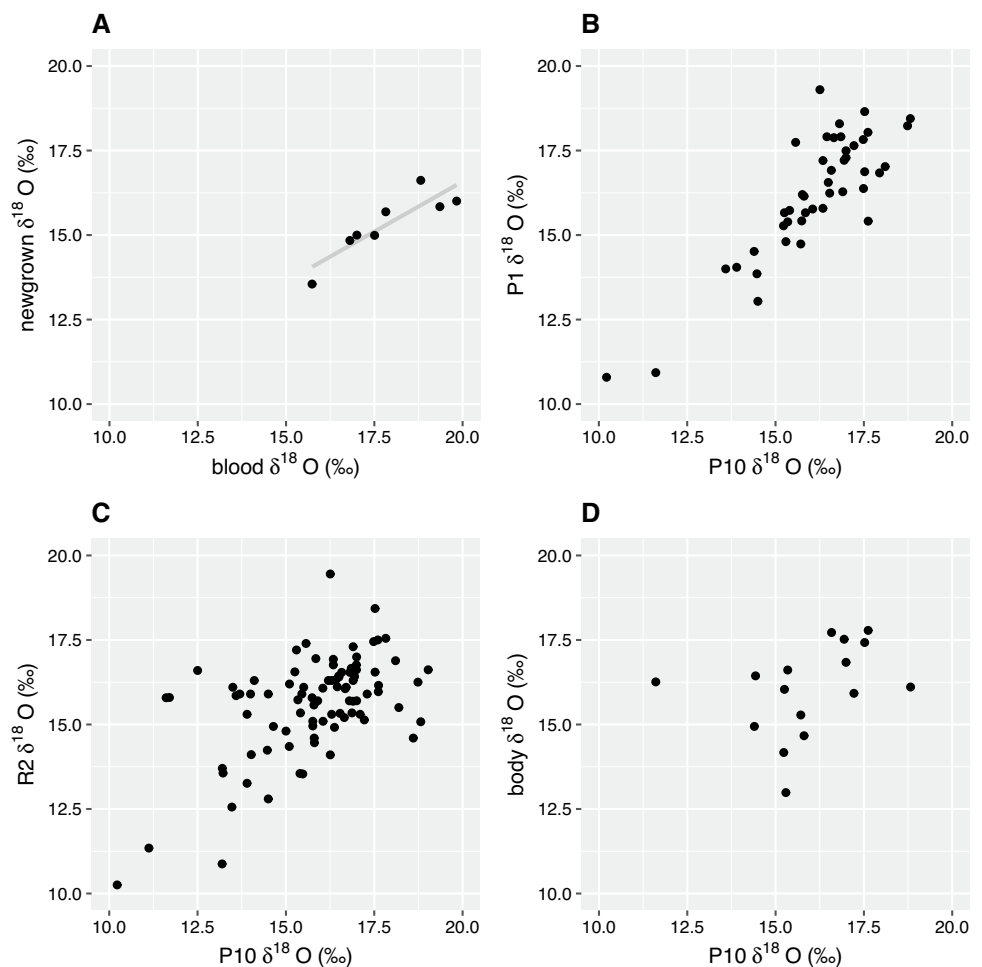 A
B
20.0
17.5
15.0
12.5
10.0
newgrown δ18 O (‰)
10.0 12.5 15.0 17.5 20.0
blood δ18 O (‰)
20.0
17.5
15.0
12.5
10.0
P1 δ18 O (‰)
10.0 12.5 15.0 17.5 20.0
P10 δ18 O (‰)
C
D
20.0
17.5
15.0
12.5
10.0
R2 δ18 O (‰)
10.0 12.5 15.0 17.5 20.0
P10 δ18 O (‰)
20.0
17.5
15.0
12.5
10.0
body δ18 O (‰)
10.0 12.5 15.0 17.5 20.0
P10 δ18 O (‰)